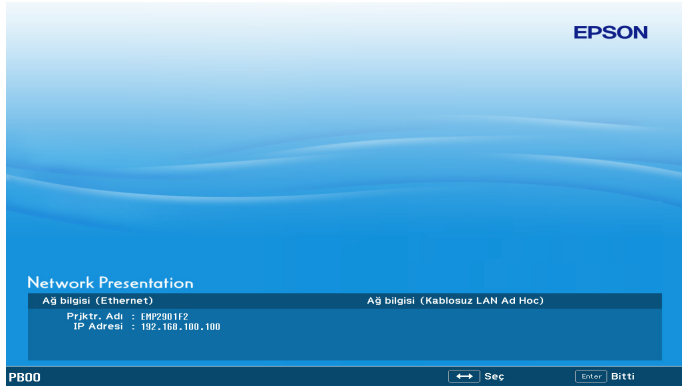 EPSON
Network Presentation
Ağ bilgisi (Ethernet) Ağ bilgisi (Kablosuz LAN Ad Hoc)
Prjktr. Adı : EMP2901F2
IP Adresi : 192.168.100.100
PB00 Seç Enter Bitti